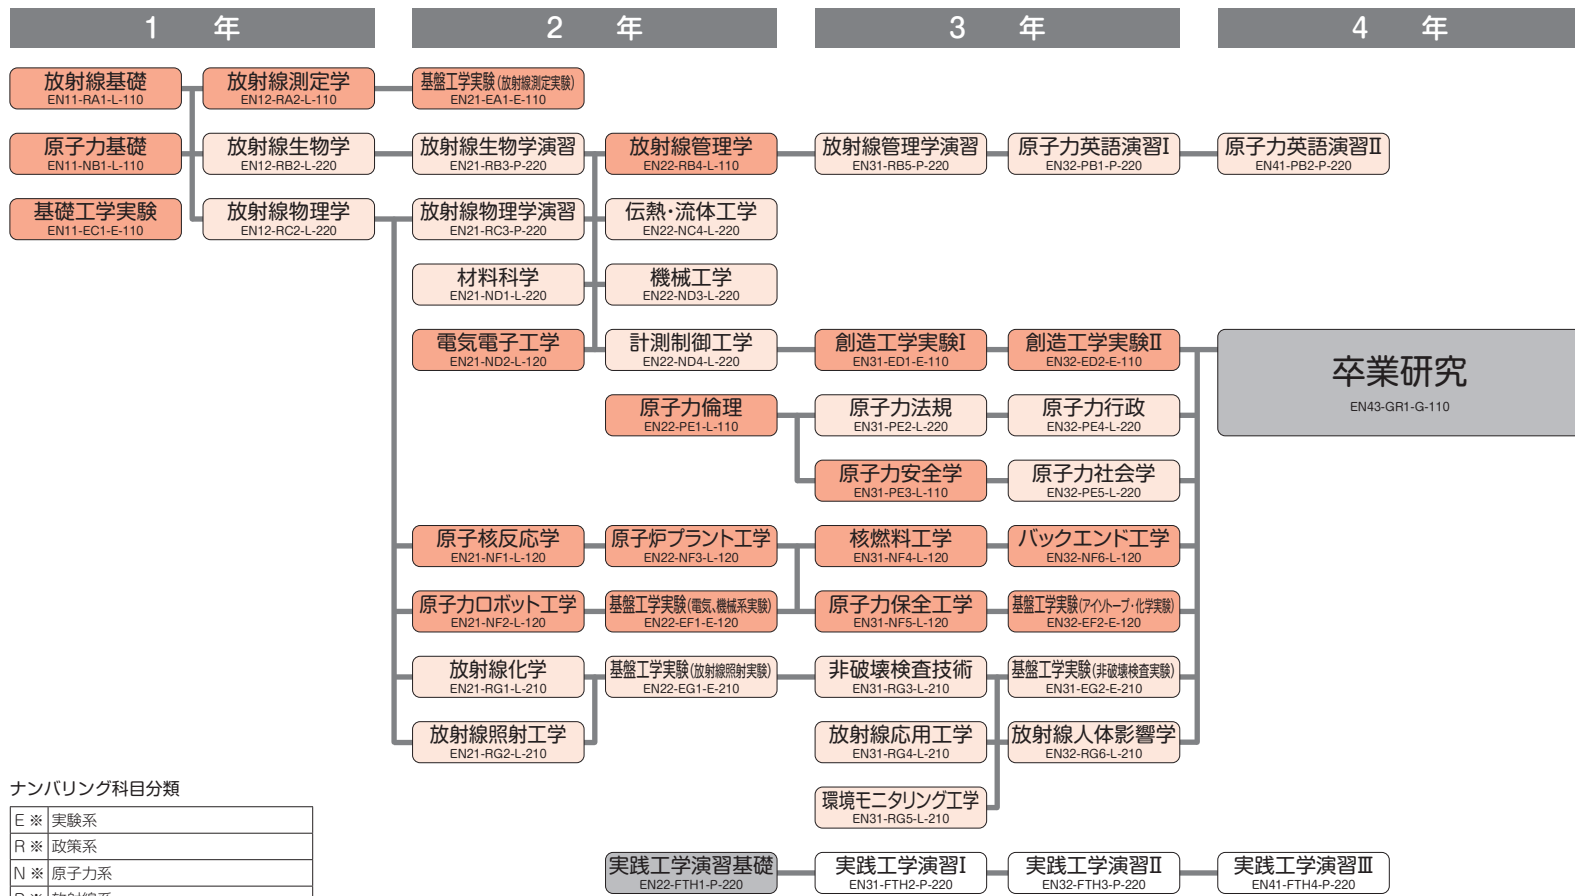 1 年
2 年
3 年
4 年
放射線基礎
EN11-RA1-L-110
放射線測定学
EN12-RA2-L-110
基盤工学実験(放射線測定実験)
EN21-EA1-E-110
原子力基礎
EN11-NB1-L-110
放射線生物学
EN12-RB2-L-220
放射線生物学演習
EN21-RB3-P-220
放射線管理学
EN22-RB4-L-110
放射線管理学演習
EN31-RB5-P-220
原子力英語演習Ⅰ
EN32-PB1-P-220
原子力英語演習Ⅱ
EN41-PB2-P-220
基礎工学実験
EN11-EC1-E-110
放射線物理学
EN12-RC2-L-220
放射線物理学演習
EN21-RC3-P-220
伝熱・流体工学
EN22-NC4-L-220
材料科学
EN21-ND1-L-220
機械工学
EN22-ND3-L-220
電気電子工学
EN21-ND2-L-120
計測制御工学
EN22-ND4-L-220
創造工学実験Ⅰ
EN31-ED1-E-110
創造工学実験Ⅱ
EN32-ED2-E-110
卒業研究
EN43-GR1-G-110
原子力倫理
EN22-PE1-L-110
原子力法規
EN31-PE2-L-220
原子力行政
EN32-PE4-L-220
原子力安全学
EN31-PE3-L-110
原子力社会学
EN32-PE5-L-220
原子核反応学
EN21-NF1-L-120
原子炉プラント工学
EN22-NF3-L-120
核燃料工学
EN31-NF4-L-120
バックエンド工学
EN32-NF6-L-120
原子力ロボット工学
EN21-NF2-L-120
基盤工学実験(電気、機械系実験)
EN22-EF1-E-120
原子力保全工学
EN31-NF5-L-120
基盤工学実験(アイソトープ・化学実験)
EN32-EF2-E-120
放射線化学
EN21-RG1-L-210
基盤工学実験(放射線照射実験)
EN22-EG1-E-210
非破壊検査技術
EN31-RG3-L-210
基盤工学実験(非破壊検査実験)
EN31-EG2-E-210
放射線照射工学
EN21-RG2-L-210
放射線応用工学
EN31-RG4-L-210
放射線人体影響学
EN32-RG6-L-210
環境モニタリング工学
EN31-RG5-L-210
実践工学演習基礎
EN22-FTH1-P-220
実践工学演習Ⅰ
EN31-FTH2-P-220
実践工学演習Ⅱ
EN32-FTH3-P-220
実践工学演習Ⅲ
EN41-FTH4-P-220
ナンバリング科目分類
E ※ 実験系
R ※ 政策系
N ※ 原子力系